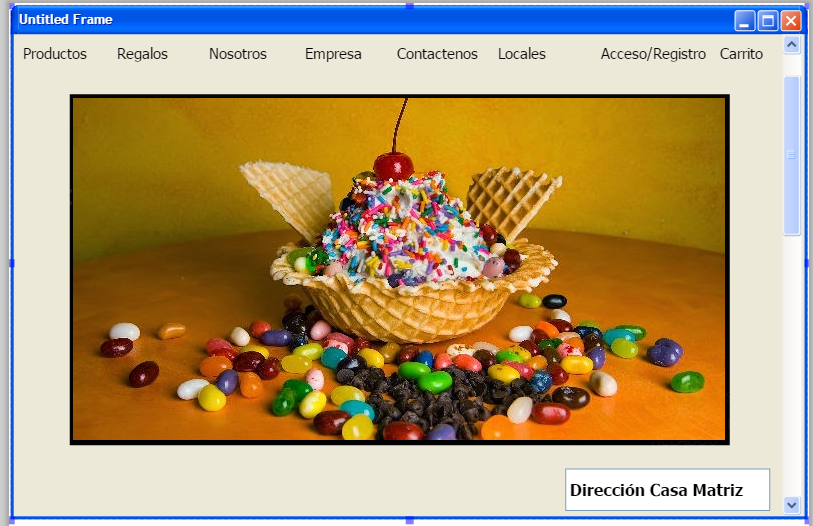 Untitled Frame
Productos Regalos Nosotros Empresa Contactenos Locales Acceso/Registro Carrito
Dirección Casa Matriz